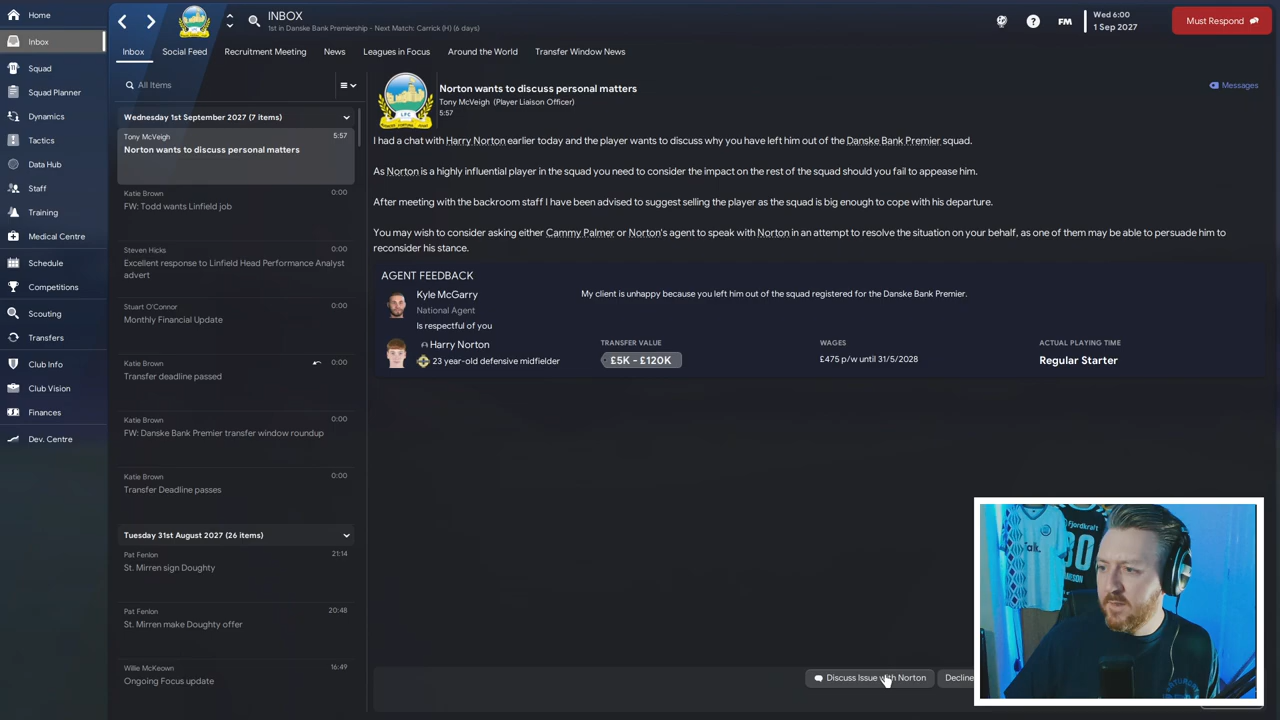 Home
Inbox
Squad
Squad Planner
Dynamics
Tactics
Data Hub
Staff
Training
Medical Centre
Schedule
Competitions
Scouting
Transfers
Club Info
Club Vision
Finances
Dev. Centre
INBOX
1st in Danske Bank Premiership - Next Match: Carrick (H) (6 days)
FM
Wed 6:00
1 Sep 2027
Must Respond
Inbox
Social Feed
Recruitment Meeting
News
Leagues in Focus
Around the World
Transfer Window News
All Items
Wednesday 1st September 2027 (7 items)
Tony McVeigh
5:57
Norton wants to discuss personal matters
Katie Brown
0:00
FW: Todd wants Linfield job
Steven Hicks
0:00
Excellent response to Linfield Head Performance Analyst
advert
Stuart O'Connor
0:00
Monthly Financial Update
Katie Brown
0:00
Transfer deadline passed
Katie Brown
0:00
FW: Danske Bank Premier transfer window roundup
Katie Brown
0:00
Transfer Deadline passes
Tuesday 31st August 2027 (26 items)
Pat Fenlon
21:14
St. Mirren sign Doughty
Pat Fenlon
20:48
St. Mirren make Doughty offer
Willie McKeown
16:49
Ongoing Focus update
Norton wants to discuss personal matters
Tony McVeigh (Player Liaison Officer)
5:57
Messages
I had a chat with Harry Norton earlier today and the player wants to discuss why you have left him out of the Danske Bank Premier squad.
As Norton is a highly influential player in the squad you need to consider the impact on the rest of the squad should you fail to appease him.
After meeting with the backroom staff I have been advised to suggest selling the player as the squad is big enough to cope with his departure.
You may wish to consider asking either Cammy Palmer or Norton's agent to speak with Norton in an attempt to resolve the situation on your behalf, as one of them may be able to persuade him to
reconsider his stance.
AGENT FEEDBACK
Kyle McGarry
National Agent
Is respectful of you
My client is unhappy because you left him out of the squad registered for the Danske Bank Premier.
Harry Norton
23 year-old defensive midfielder
TRANSFER VALUE
£5K - £120K
WAGES
£475 p/w until 31/5/2028
ACTUAL PLAYING TIME
Regular Starter
Discuss Issue with Norton
Decline
Fjordkraft